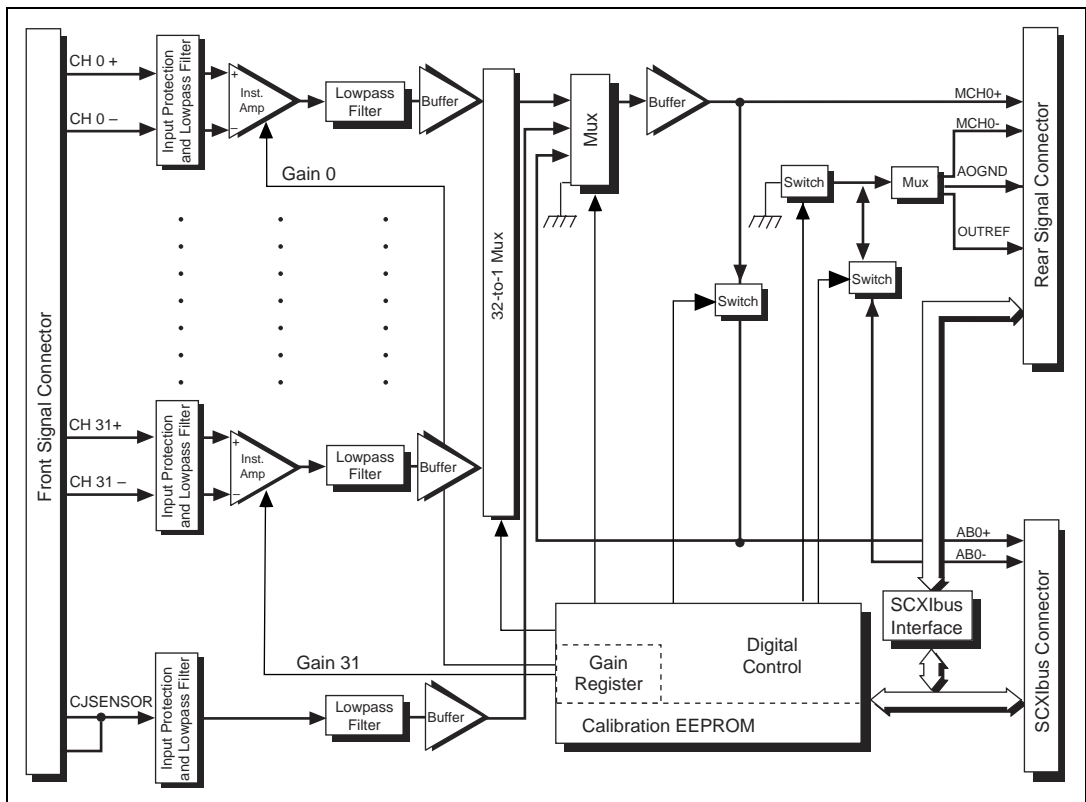 Front Signal Connector
CH 0 +
CH 0 –
Input Protection
and Lowpass Filter
+
–
Inst.
Amp
Lowpass
Filter
Buffer
Gain 0
32-to-1 Mux
Mux
Buffer
Switch
Switch
Switch
Mux
MCH0+
MCH0-
AOGND
OUTREF
Rear Signal Connector
CH 31+
CH 31 –
Input Protection
and Lowpass Filter
+
–
Inst.
Amp
Lowpass
Filter
Buffer
Gain 31
CJSENSOR
Input Protection
and Lowpass Filter
Lowpass
Filter
Buffer
Gain
Register
Digital
Control
Calibration EEPROM
AB0+
AB0-
SCXIbus
Interface
SCXIbus Connector